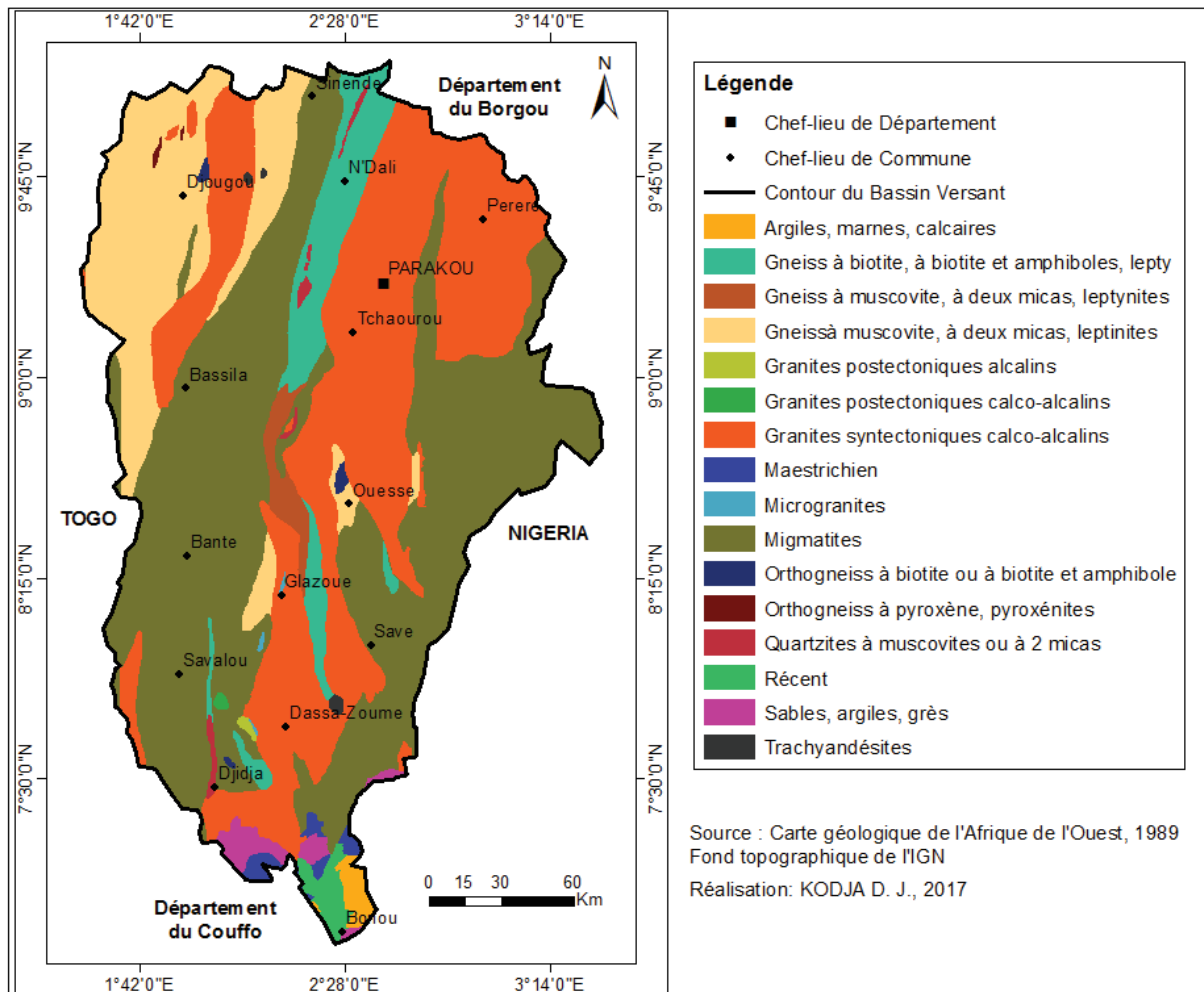 1°42'0"E 2°28'0"E 3°14'0"E
N
Sinende
Département
du Borgou
9°45'0"N
9°45'0"N
N'Dali
Djougou
Perere
PARAKOU
Tchaourou
9°0'0"N
9°0'0"N
Bassila
Ouesse
TOGO
NIGERIA
Bante
8°15'0"N
8°15'0"N
Glazoue
Save
Savalou
Dassa-Zoume
7°30'0"N
7°30'0"N
Djidja
0 15 30 60
Km
Département
du Couffo
Bonou
1°42'0"E 2°28'0"E 3°14'0"E
Légende
Chef-lieu de Département
Chef-lieu de Commune
Contour du Bassin Versant
Argiles, marnes, calcaires
Gneiss à biotite, à biotite et amphiboles, lepty
Gneiss à muscovite, à deux micas, leptynites
Gneissà muscovite, à deux micas, leptinites
Granites postectoniques alcalins
Granites postectoniques calco-alcalins
Granites syntectoniques calco-alcalins
Maestrichien
Microgranites
Migmatites
Orthogneiss à biotite ou à biotite et amphibole
Orthogneiss à pyroxène, pyroxénites
Quartzites à muscovites ou à 2 micas
Récent
Sables, argiles, grès
Trachyandésites
Source : Carte géologique de l'Afrique de l'Ouest, 1989
Fond topographique de l'IGN
Réalisation: KODJA D. J., 2017